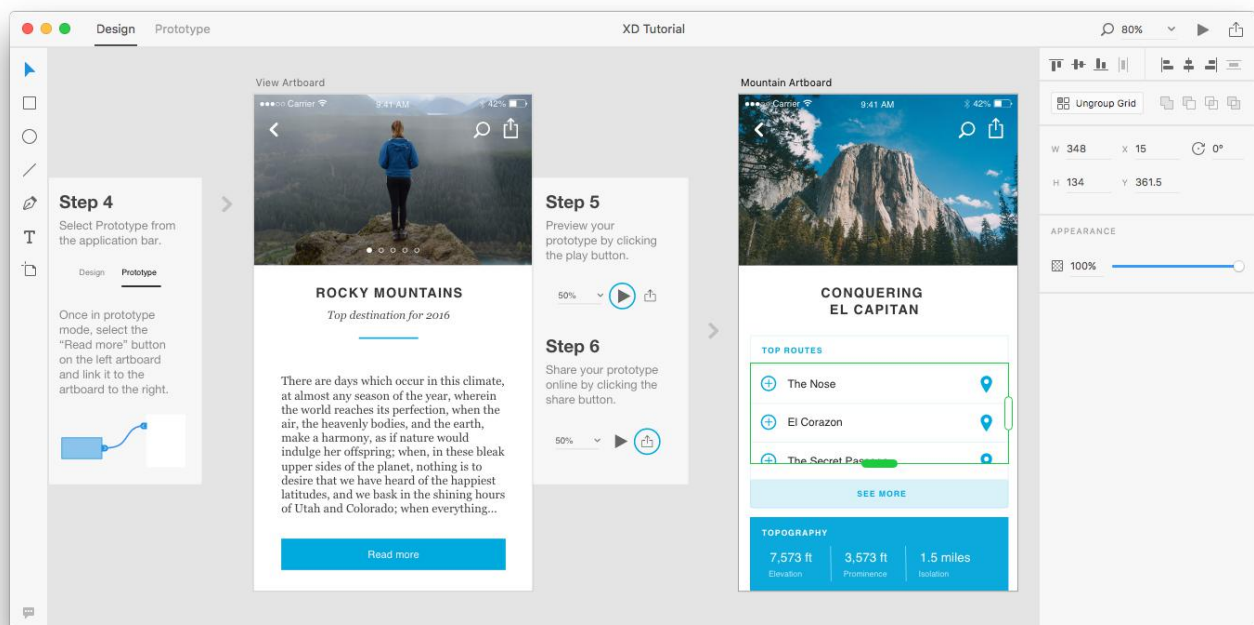 Design
Prototype
XD Tutorial
80%
Step 4
Select Prototype from
the application bar.
Design
Prototype
Once in prototype
mode, select the
“Read more” button
on the left artboard
and link it to the
artboard to the right.
View Artboard
Carrier 9:41 AM 42%
ROCKY MOUNTAINS
Top destination for 2016
There are days which occur in this climate,
at almost any season of the year, wherein
the world reaches its perfection, when the
air, the heavenly bodies, and the earth,
make a harmony, as if nature would
indulge her offspring; when, in these bleak
upper sides of the planet, nothing is to
desire that we have heard of the happiest
latitudes, and we bask in the shining hours
of Utah and Colorado; when everything...
Read more
Step 5
Preview your
prototype by clicking
the play button.
50%
Step 6
Share your prototype
online by clicking the
share button.
50%
Mountain Artboard
Carrier 9:41 AM 42%
CONQUERING
EL CAPITAN
TOP ROUTES
The Nose
El Corazon
The Secret
SEE MORE
TOPOGRAPHY
7,573 ft 3,573 ft 1.5 miles
Elevation Prominence Isolation
Ungroup Grid
W 348 X 15 0°
H 134 Y 361.5
APPEARANCE
100%